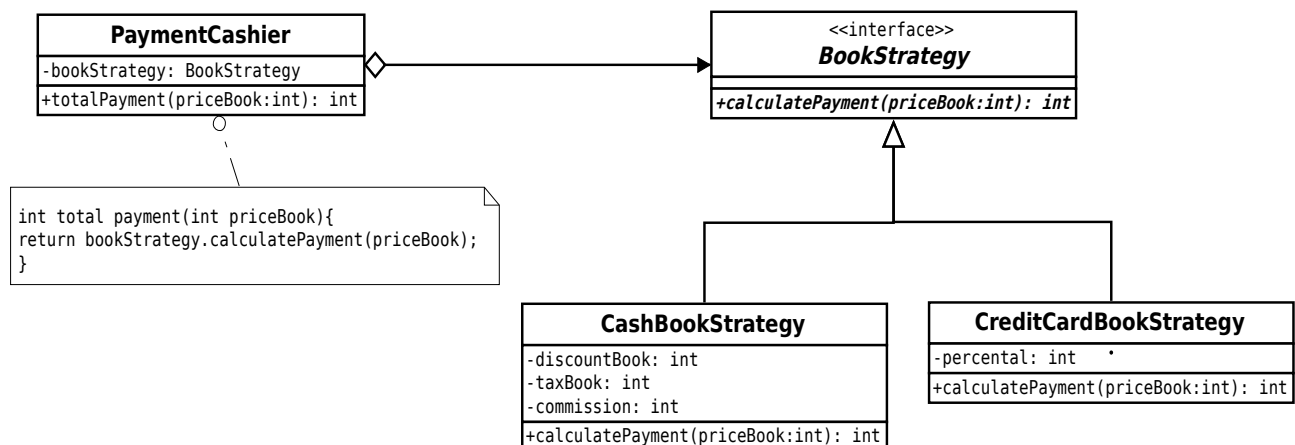 PaymentCashier
-bookStrategy: BookStrategy
+totalPayment(priceBook:int): int
<<interface>>
BookStrategy
+calculatePayment(priceBook:int): int
int total payment(int priceBook){
return bookStrategy.calculatePayment(priceBook);
}
CashBookStrategy
-discountBook: int
-taxBook: int
-commission: int
+calculatePayment(priceBook:int): int
CreditCardBookStrategy
-percental: int
+calculatePayment(priceBook:int): int